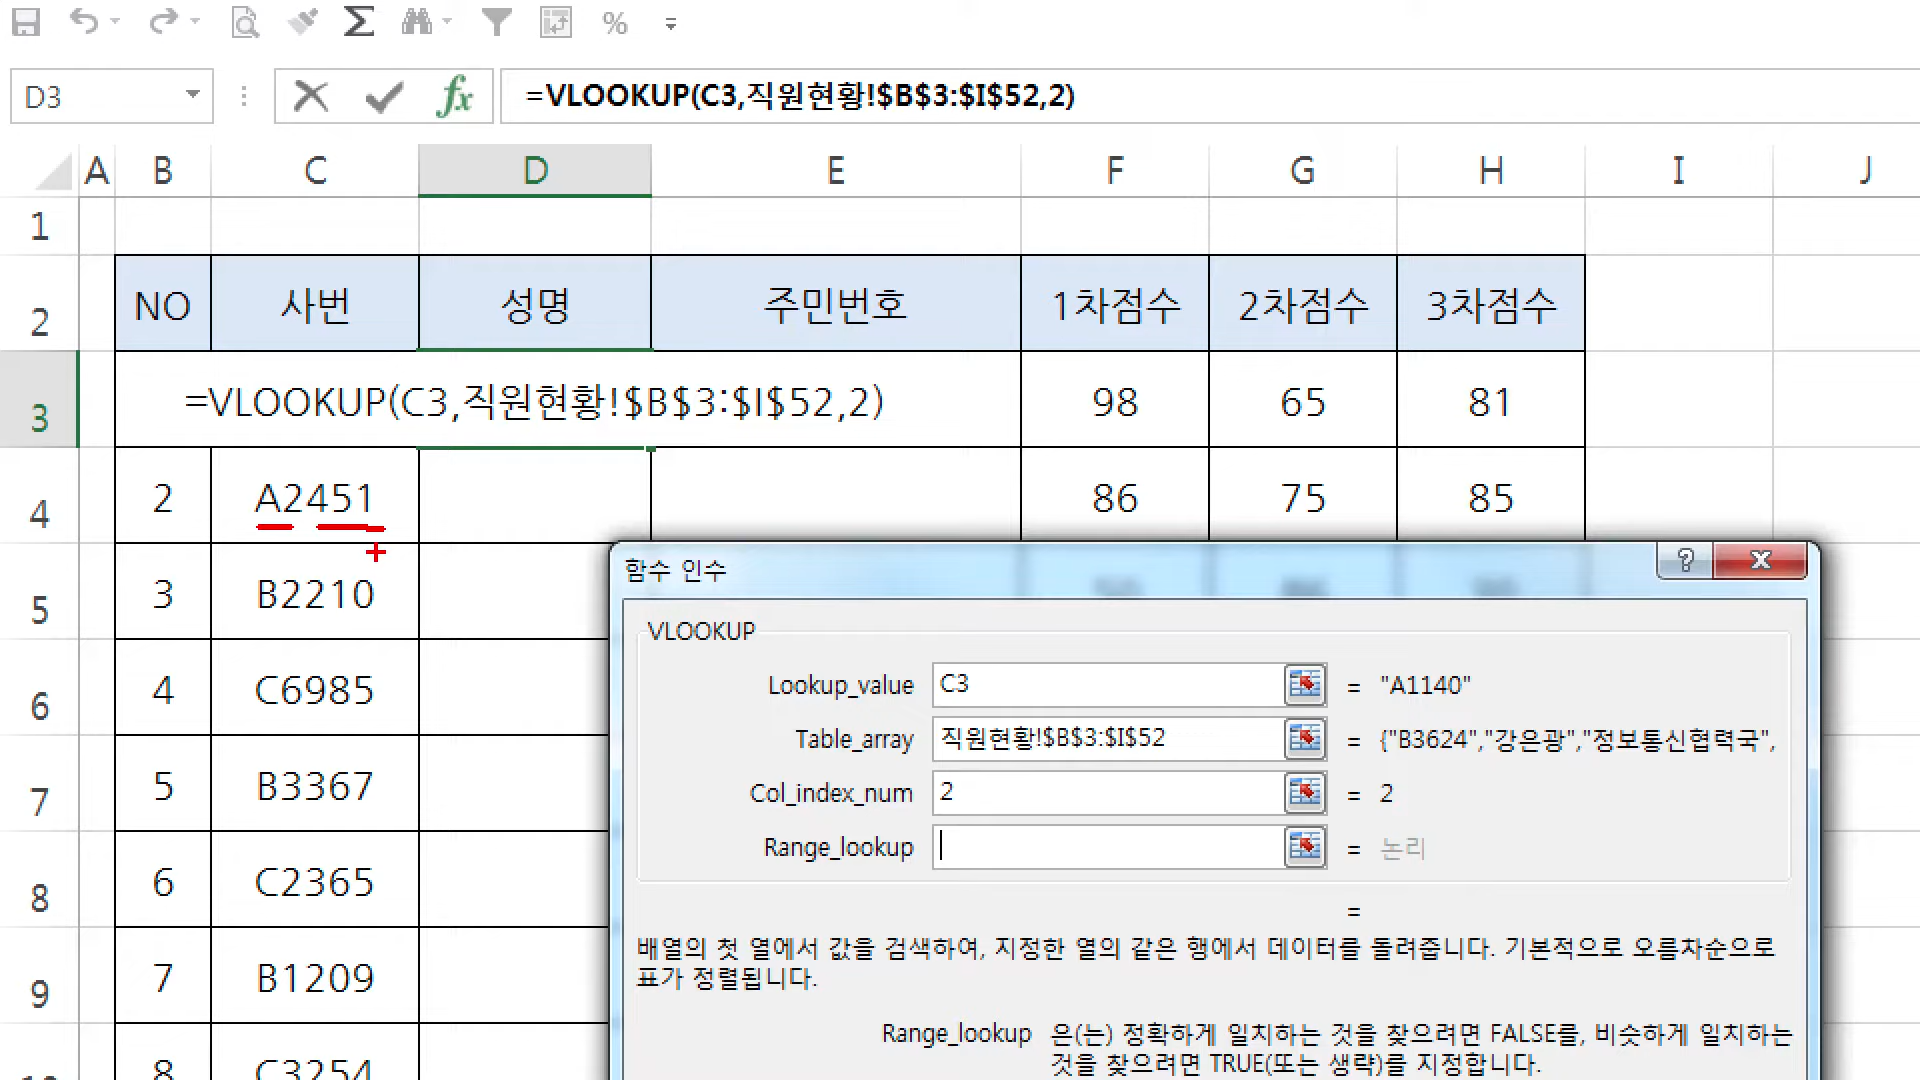 %
D3 =VLOOKUP(C3,직원현황!$B$3:$I$52,2)
A B C D E F G H I J
1
2 NO 사번 성명 주민번호 1차점수 2차점수 3차점수
3 =VLOOKUP(C3,직원현황!$B$3:$I$52,2) 98 65 81
4 2 A2451 86 75 85
5 3 B2210
6 4 C6985
7 5 B3367
8 6 C2365
9 7 B1209
8 C3254
함수 인수
VLOOKUP
Lookup_value C3 = "A1140"
Table_array 직원현황!$B$3:$I$52 = {"B3624","강은광","정보통신협력국",
Col_index_num 2 = 2
Range_lookup = 논리
=
배열의 첫 열에서 값을 검색하여, 지정한 열의 같은 행에서 데이터를 돌려줍니다. 기본적으로 오름차순으로
표가 정렬됩니다.
Range_lookup 은(는) 정확하게 일치하는 것을 찾으려면 FALSE를, 비슷하게 일치하는
것을 찾으려면 TRUE(또는 생략)를 지정합니다.